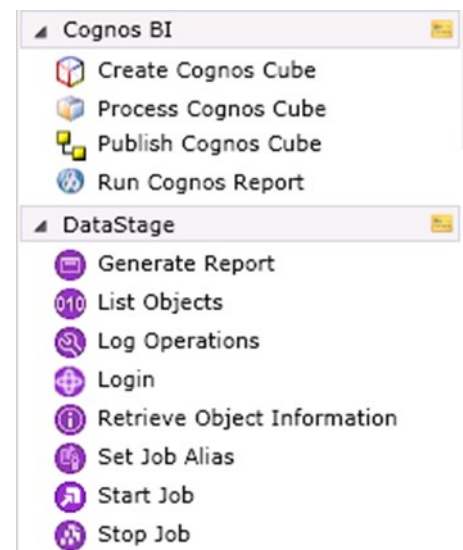 Cognos BI
Create Cognos Cube
Process Cognos Cube
Publish Cognos Cube
Run Cognos Report
DataStage
Generate Report
010 List Objects
Log Operations
Login
Retrieve Object Information
Set Job Alias
Start Job
Stop Job